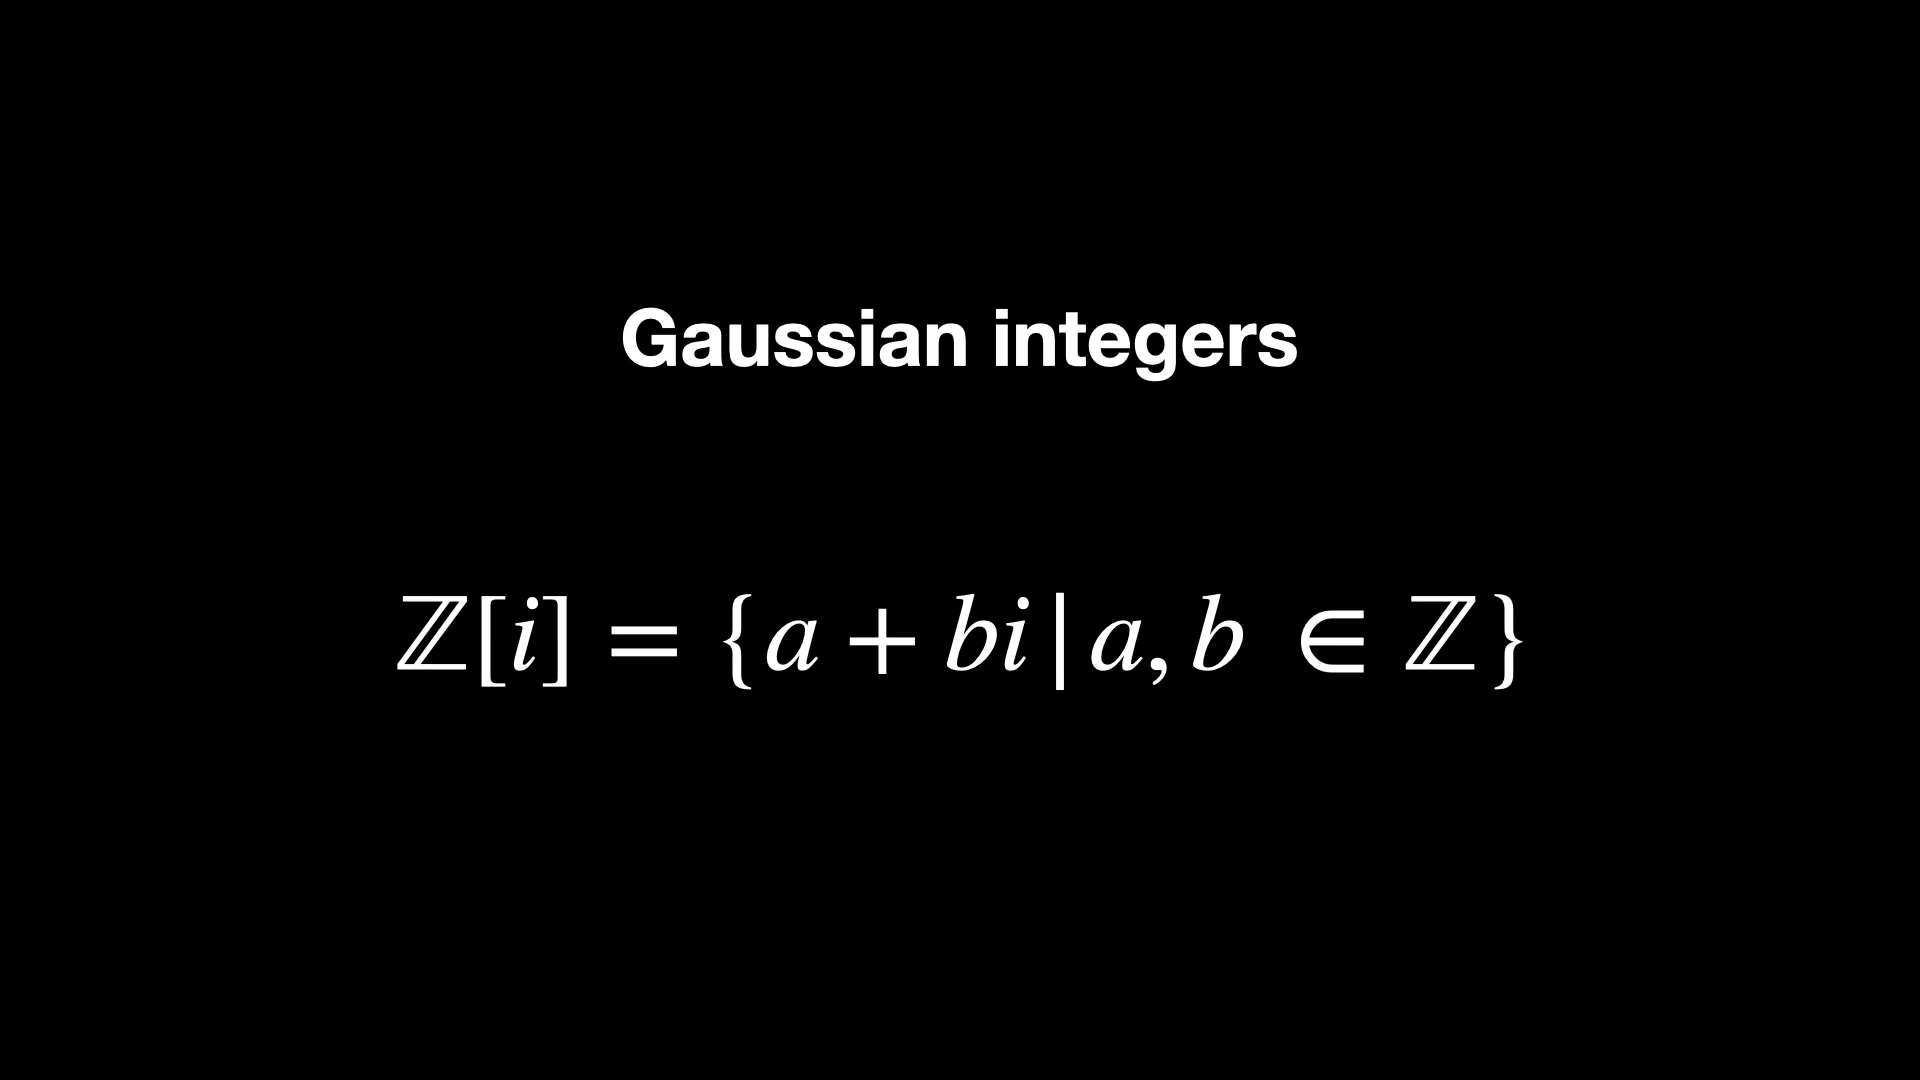 Gaussian integers
ℤ[i] = {a + bi | a, b ∈ ℤ}